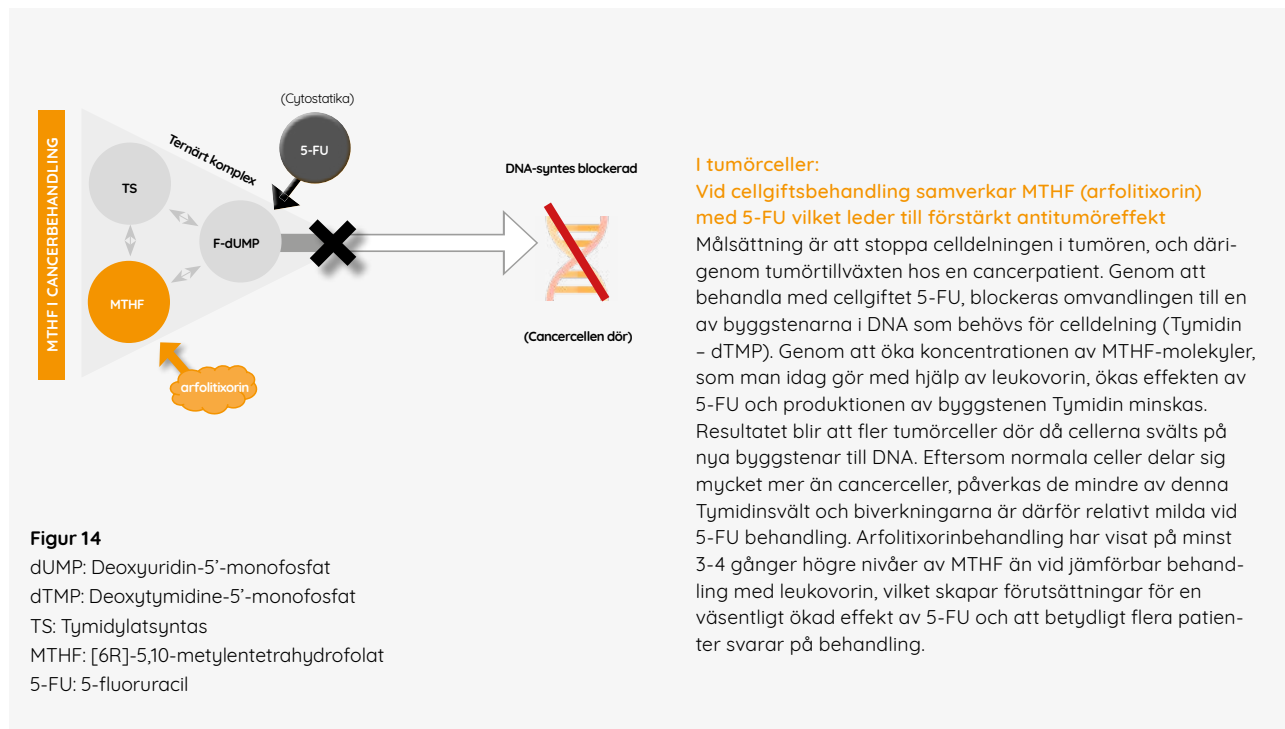 MTHF I CANCERBEHANDLING
(Cytostatika)
5-FU
Ternärt komplex
TS
F-dUMP
MTHF
arfolitixorin
DNA-syntes blockerad
(Cancercellen dör)
Figur 14
dUMP: Deoxyuridin-5’-monofosfat
dTMP: Deoxytymidine-5’-monofosfat
TS: Tymidylatsyntas
MTHF: [6R]-5,10-metylentetrahydrofolat
5-FU: 5-fluoruracil
I tumörceller:
Vid cellgiftsbehandling samverkar MTHF (arfolitixorin)
med 5-FU vilket leder till förstärkt antitumöreffekt
Målsättning är att stoppa celldelningen i tumören, och däri-
genom tumörtillväxten hos en cancerpatient. Genom att
behandla med cellgiftet 5-FU, blockeras omvandlingen till en
av byggstenarna i DNA som behövs för celldelning (Tymidin
– dTMP). Genom att öka koncentrationen av MTHF-molekyler,
som man idag gör med hjälp av leukovorin, ökas effekten av
5-FU och produktionen av byggstenen Tymidin minskas.
Resultatet blir att fler tumörceller dör då cellerna svälts på
nya byggstenar till DNA. Eftersom normala celler delar sig
mycket mer än cancerceller, påverkas de mindre av denna
Tymidinsvält och biverkningarna är därför relativt milda vid
5-FU behandling. Arfolitixorinbehandling har visat på minst
3-4 gånger högre nivåer av MTHF än vid jämförbar behand-
ling med leukovorin, vilket skapar förutsättningar för en
väsentligt ökad effekt av 5-FU och att betydligt flera patien-
ter svarar på behandling.